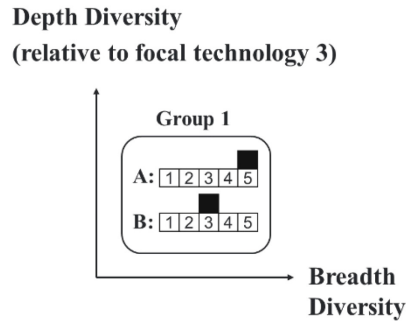 Depth Diversity
(relative to focal technology 3)
Group 1
A: 1 2 3 4 5
B: 1 2 3 4 5
Breadth
Diversity